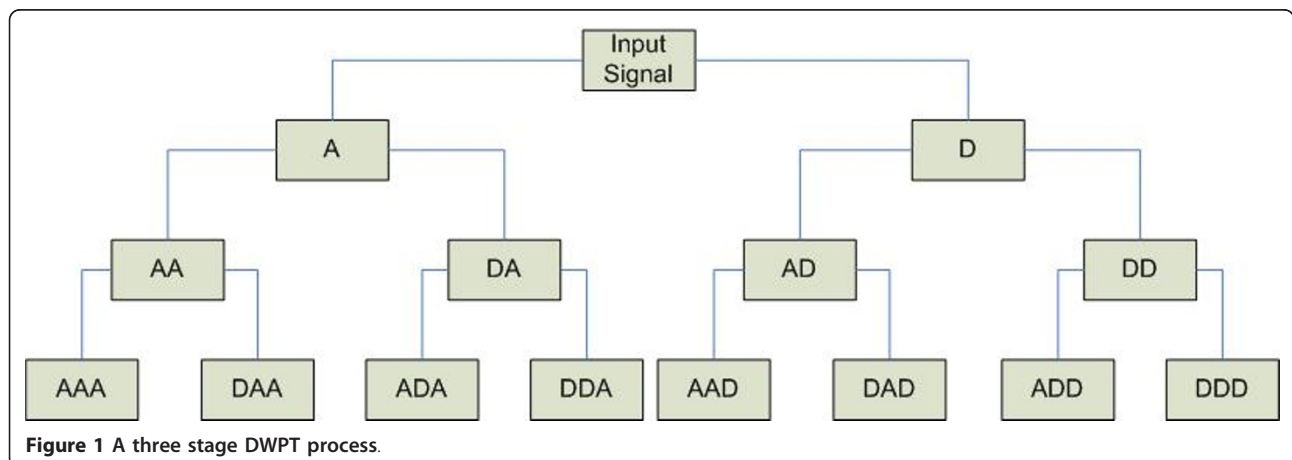 Input
Signal
A
D
AA
DA
AD
DD
AAA
DAA
ADA
DDA
AAD
DAD
ADD
DDD
Figure 1 A three stage DWPT process.